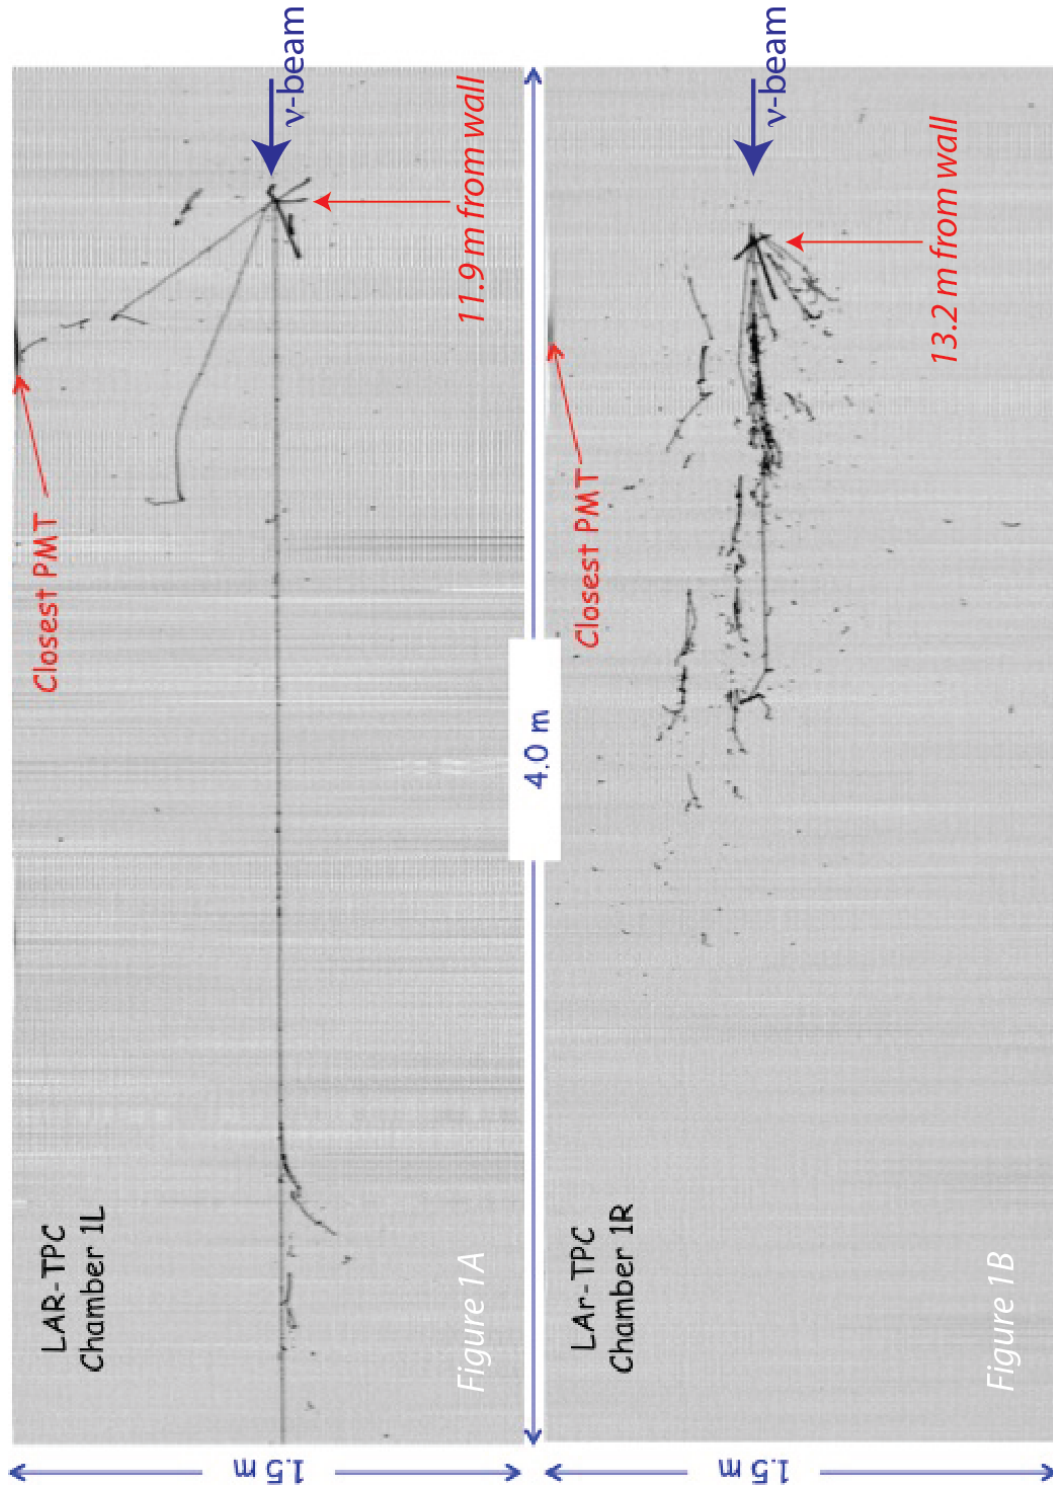 ν-beam
11.9 m from wall
Closest PMT
LAR-TPC
Chamber 1L
Figure 1A
1.5 m
4.0 m
ν-beam
13.2 m from wall
Closest PMT
LAr-TPC
Chamber 1R
Figure 1B
1.5 m